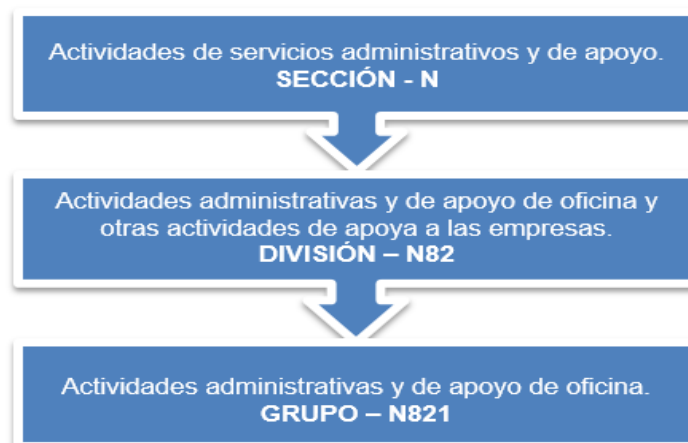 Actividades de servicios administrativos y de apoyo.
SECCIÓN - N
Actividades administrativas y de apoyo de oficina y
otras actividades de apoya a las empresas.
DIVISIÓN – N82
Actividades administrativas y de apoyo de oficina.
GRUPO – N821